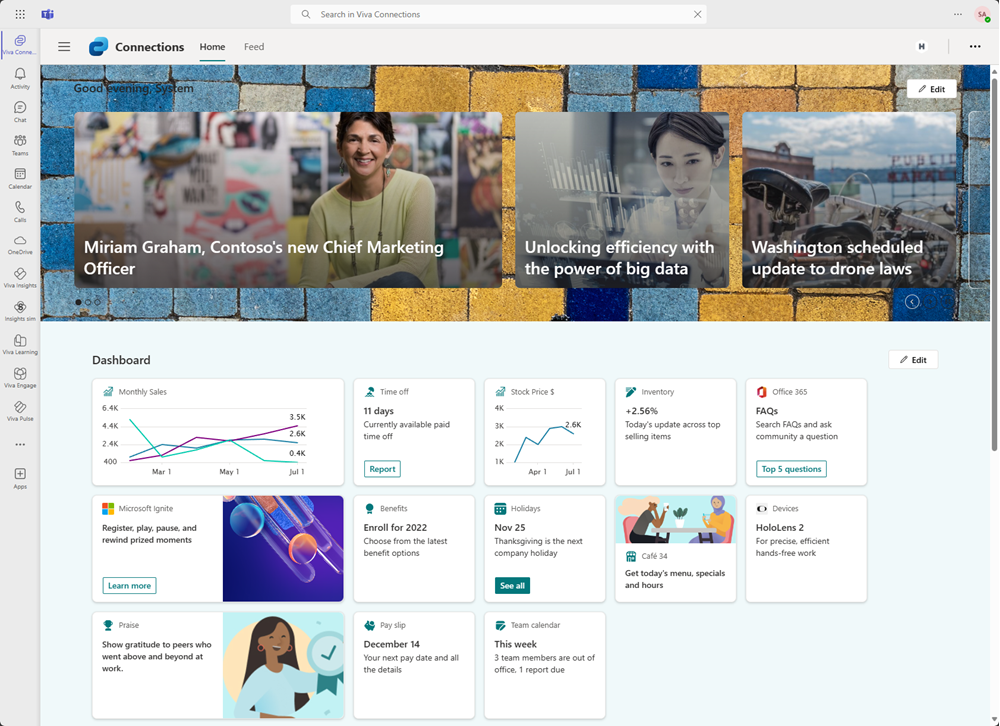 Search in Viva Connections
SA
Viva Conne...
Activity
Chat
Teams
Calendar
Calls
OneDrive
Viva Insights
Insights sim
Viva Learning
Viva Engage
Viva Pulse
Apps
Connections
Home
Feed
H
Good evening, System
Edit
Miriam Graham, Contoso's new Chief Marketing
Officer
Unlocking efficiency with
the power of big data
PUBLIC
MARKET
Washington scheduled
update to drone laws
Dashboard
Edit
Monthly Sales
6.4K
4.4K
2.4K
400
3.5K
2.6K
0.4K
Mar 1
May 1
Jul 1
Time off
11 days
Currently available paid
time off
Report
Stock Price $
4K
3K
2K
1K
2.6K
Apr 1
Jul 1
Inventory
+2.56%
Today's update across top
selling items
Office 365
FAQs
Search FAQs and ask
community a question
Top 5 questions
Microsoft Ignite
Register, play, pause, and
rewind prized moments
Learn more
Benefits
Enroll for 2022
Choose from the latest
benefit options
Holidays
Nov 25
Thanksgiving is the next
company holiday
See all
Café 34
Get today's menu, specials
and hours
Devices
HoloLens 2
For precise, efficient
hands-free work
Praise
Show gratitude to peers who
went above and beyond at
work.
Pay slip
December 14
Your next pay date and all
the details
Team calendar
This week
3 team members are out of
office, 1 report due